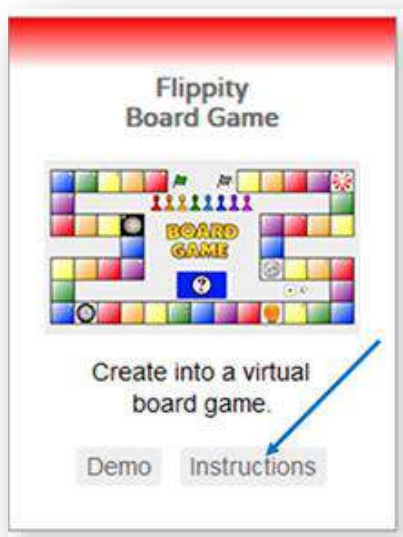 Flippity
Board Game
BOARD
GAME
?
Create into a virtual
board game.
Demo Instructions